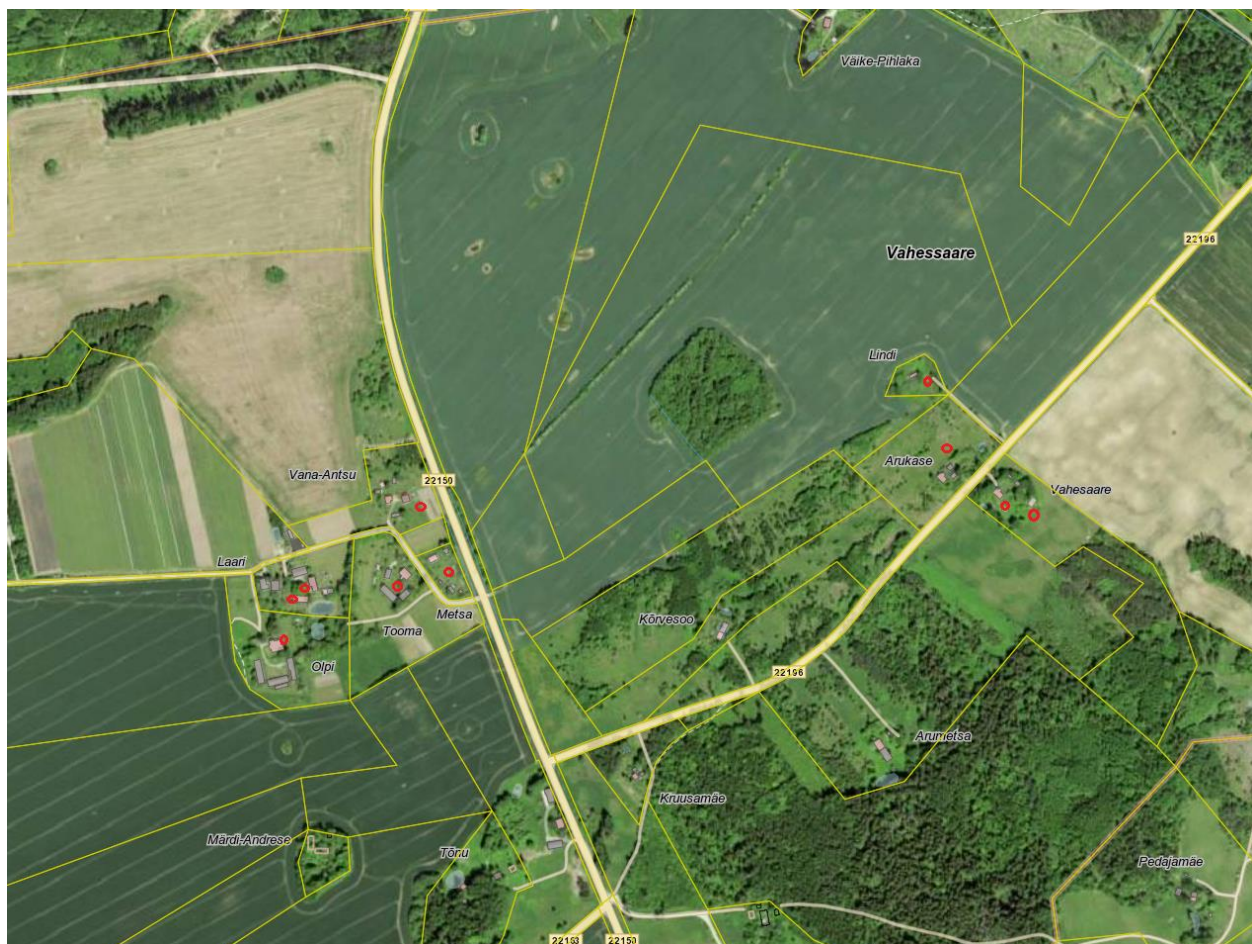 Väike-Pihlaka
22196
Vahessaare
Lindi
Arukase
Vana-Antsu
22150
Vahesaare
Laari
Metsa
Kõrvesoo
Tooma
Olpi
22196
Arumetsa
Kruusamäe
Märdi-Andrese
Tõnu
Pedajamäe
22193
22150